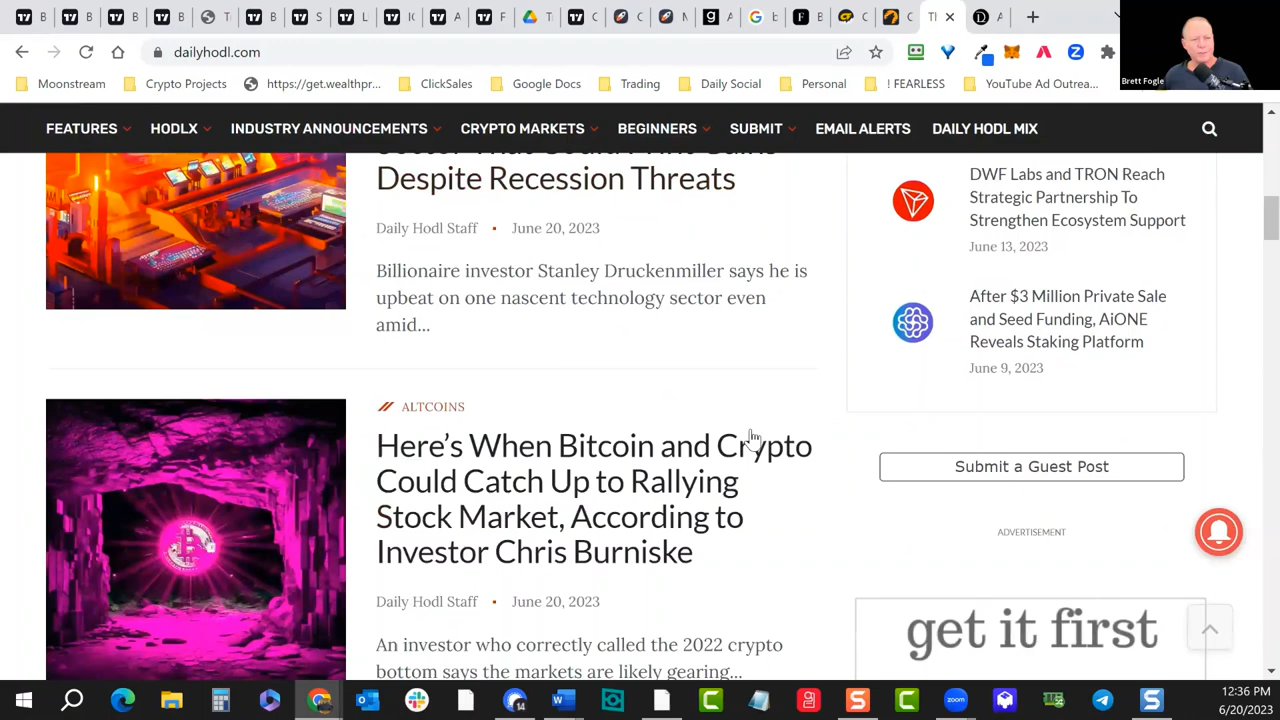 dailyhodl.com
Brett Fogle
Moonstream
Crypto Projects
https://get.wealthpr...
ClickSales
Google Docs
Trading
Daily Social
Personal
! FEARLESS
YouTube Ad Outrea...
FEATURES
HODLX
INDUSTRY ANNOUNCEMENTS
CRYPTO MARKETS
BEGINNERS
SUBMIT
EMAIL ALERTS
DAILY HODL MIX
Despite Recession Threats
Daily Hodl Staff ▪ June 20, 2023
Billionaire investor Stanley Druckenmiller says he is
upbeat on one nascent technology sector even
amid...
ALTCOINS
Here’s When Bitcoin and Crypto
Could Catch Up to Rallying
Stock Market, According to
Investor Chris Burniske
Daily Hodl Staff ▪ June 20, 2023
An investor who correctly called the 2022 crypto
bottom says the markets are likely gearing...
DWF Labs and TRON Reach
Strategic Partnership To
Strengthen Ecosystem Support
June 13, 2023
After $3 Million Private Sale
and Seed Funding, AiONE
Reveals Staking Platform
June 9, 2023
Submit a Guest Post
ADVERTISEMENT
get it first
14
zoom
12:36 PM
6/20/2023